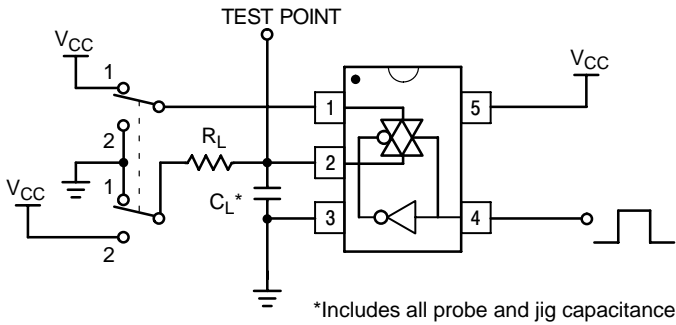 TEST POINT
VCC
1
2
1
2
VCC
RL
CL*
1
2
3
5
4
VCC
*Includes all probe and jig capacitance